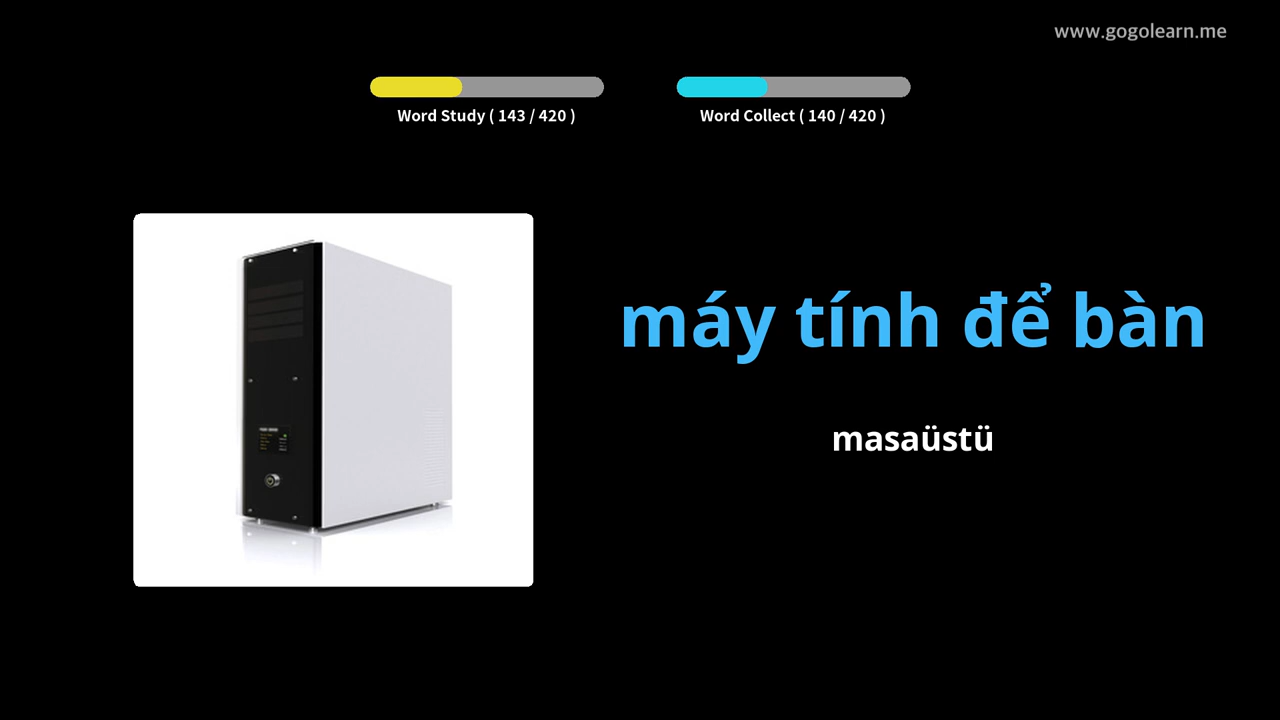 www.gogolearn.me
Word Study ( 143 / 420 )
Word Collect ( 140 / 420 )
máy tính để bàn
masaüstü